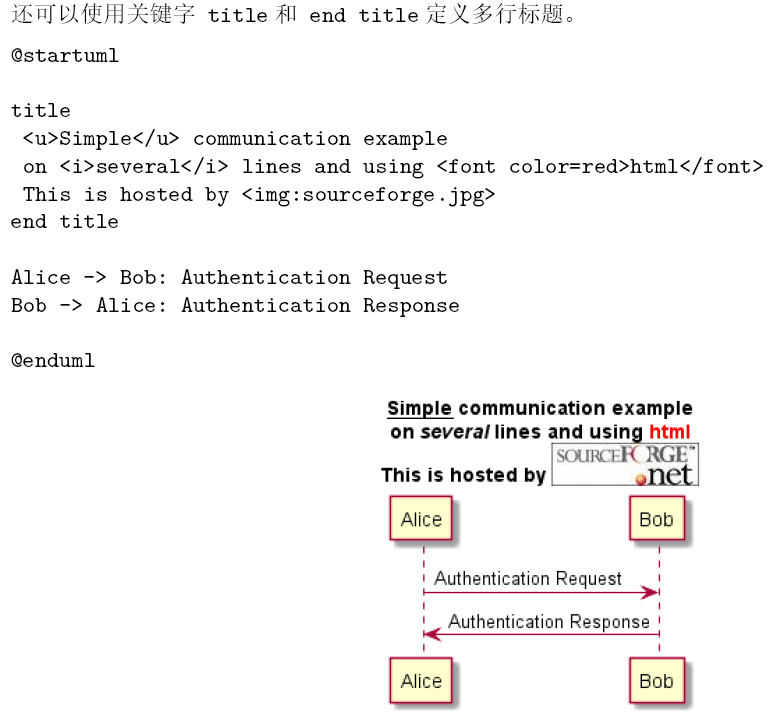 还可以使用关键字 title 和 end title 定义多行标题。
@startuml
title
<u>Simple</u> communication example
on <i>several</i> lines and using <font color=red>html</font>
This is hosted by <img:sourceforge.jpg>
end title
Alice -> Bob: Authentication Request
Bob -> Alice: Authentication Response
@enduml
Simple communication example
on several lines and using html
This is hosted by SOURCEFORGE™ .net
Alice Bob
Authentication Request
Authentication Response
Alice Bob